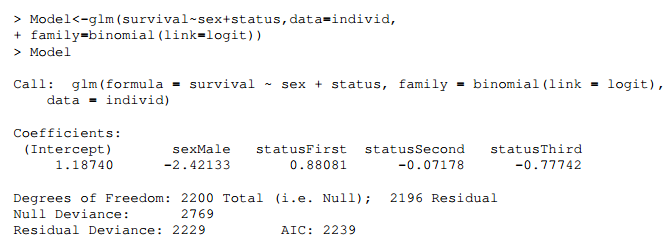 > Model<-glm(survival~sex+status,data=individ,
+ family=binomial(link=logit))
> Model
Call:  glm(formula = survival ~ sex + status, family = binomial(link = logit),
    data = individ)
Coefficients:
 (Intercept)      sexMale  statusFirst  statusSecond   statusThird
     1.18740     -2.42133      0.88081      -0.07178      -0.77742
Degrees of Freedom: 2200 Total (i.e. Null);  2196 Residual
Null Deviance:      2769
Residual Deviance: 2229      AIC: 2239